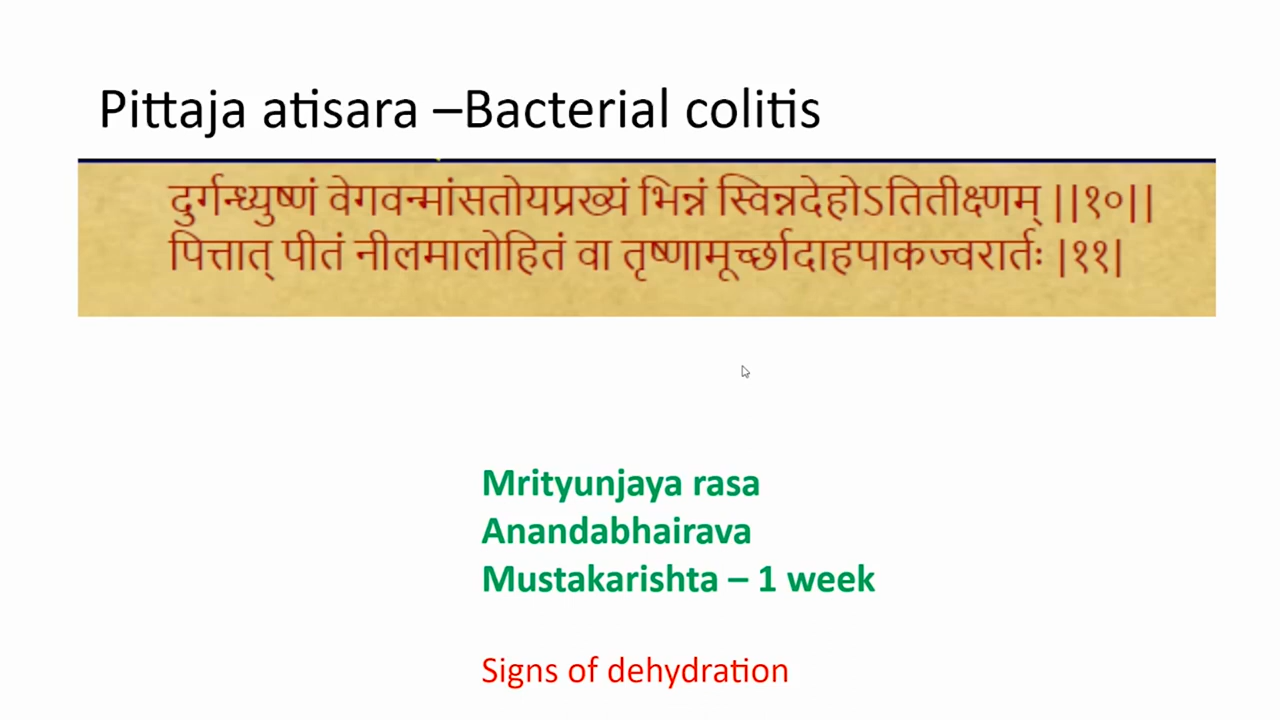 Pittaja atisara –Bacterial colitis
दुर्गन्ध्युष्णं वेगवन्मांसतोयप्रख्यं भिन्नं स्विन्नदेहोऽतितीक्ष्णम् ||१०||
पित्तात् पीतं नीलमालोहितं वा तृष्णामूर्च्छादाहपाकज्वरार्तः |११|
Mrityunjaya rasa
Anandabhairava
Mustakarishta – 1 week
Signs of dehydration